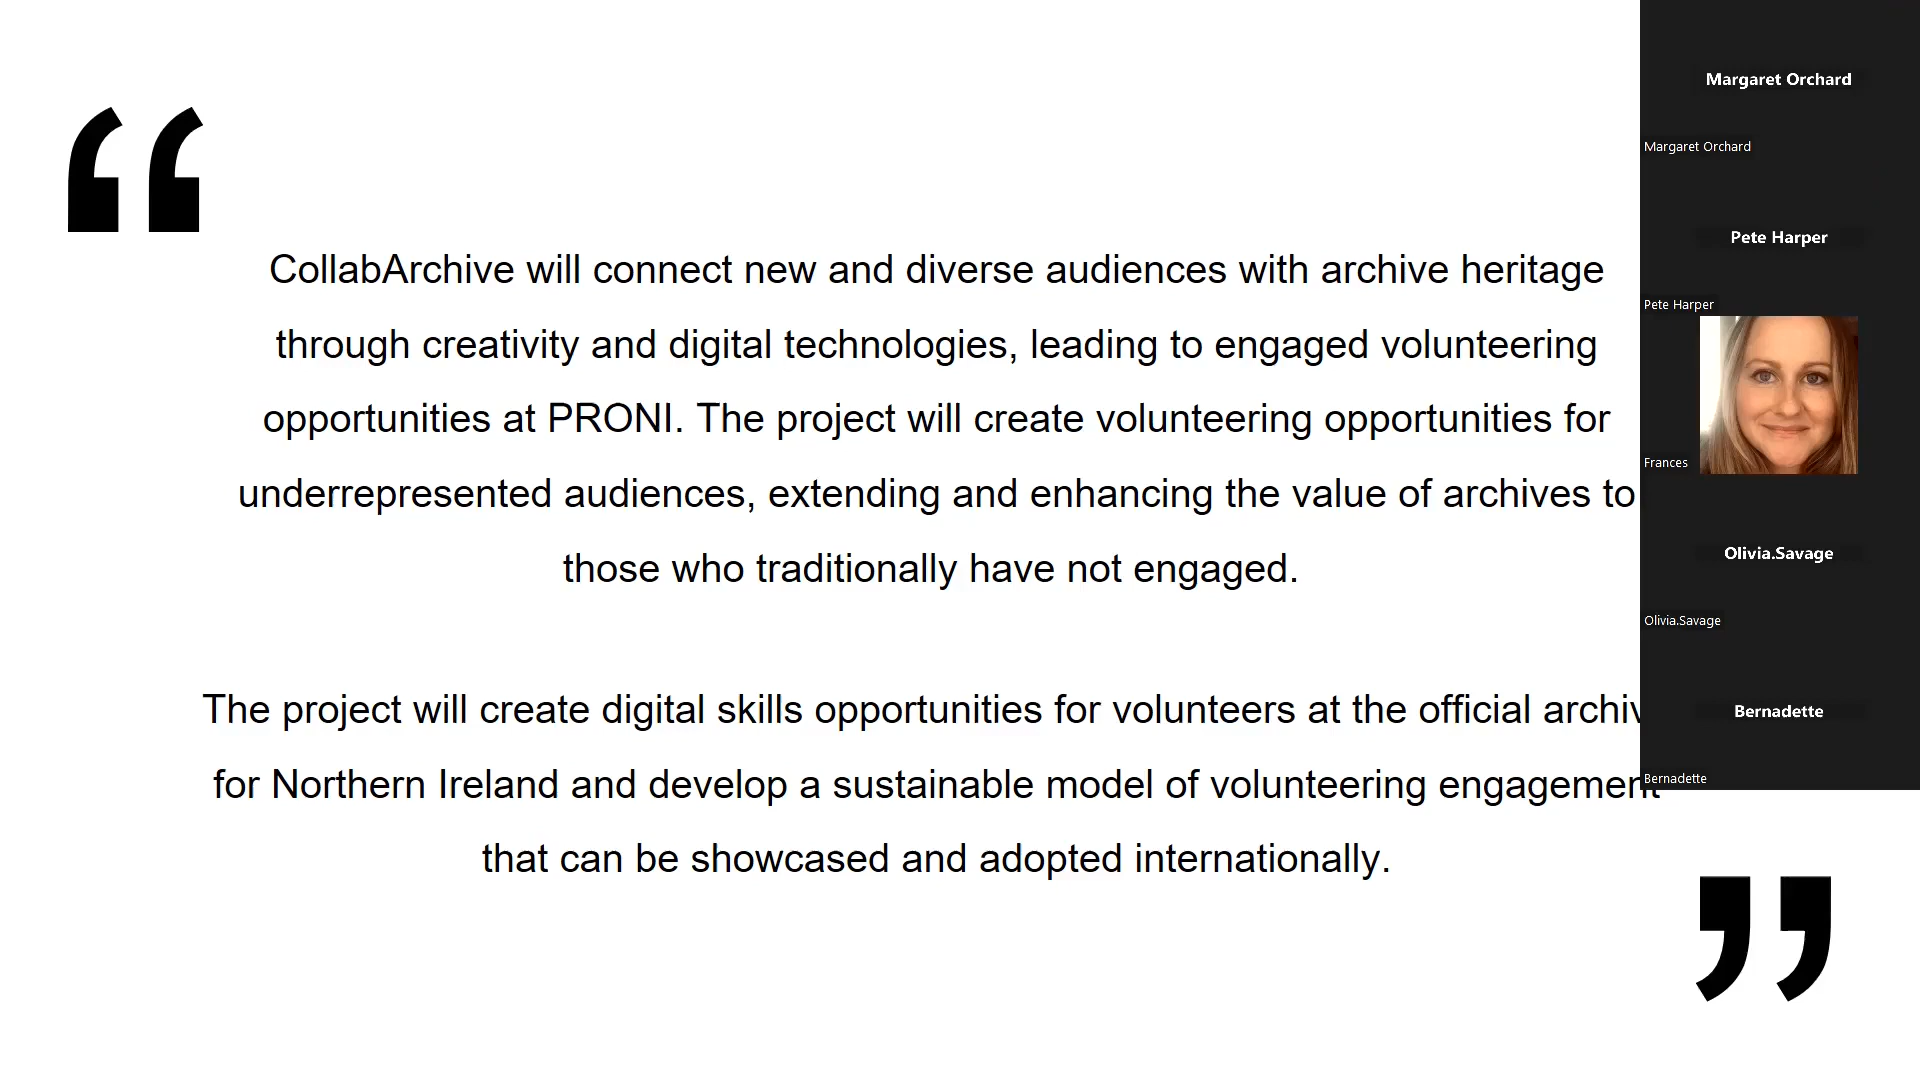 “
CollabArchive will connect new and diverse audiences with archive heritage
through creativity and digital technologies, leading to engaged volunteering
opportunities at PRONI. The project will create volunteering opportunities for
underrepresented audiences, extending and enhancing the value of archives to
those who traditionally have not engaged.
The project will create digital skills opportunities for volunteers at the official archiv
for Northern Ireland and develop a sustainable model of volunteering engagement
that can be showcased and adopted internationally.
”
Margaret Orchard
Margaret Orchard
Pete Harper
Pete Harper
Frances
Olivia.Savage
Olivia.Savage
Bernadette
Bernadette